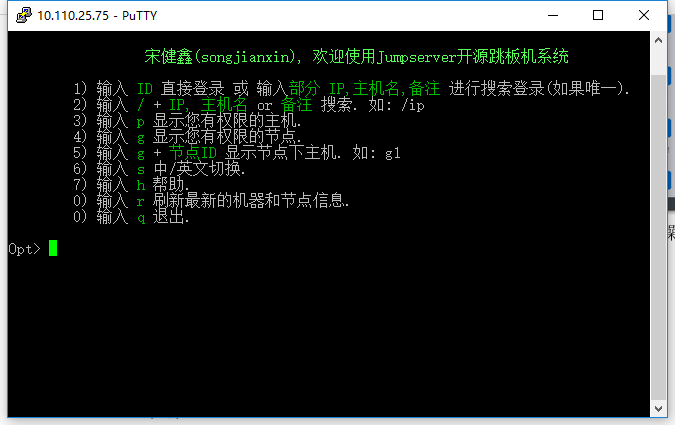 10.110.25.75 - PuTTY
宋健鑫(songjianxin), 欢迎使用Jumpserver开源跳板机系统
1) 输入 ID 直接登录 或 输入部分 IP,主机名,备注 进行搜索登录(如果唯一).
2) 输入 / + IP, 主机名 or 备注 搜索. 如: /ip
3) 输入 p 显示您有权限的主机.
4) 输入 g 显示您有权限的节点.
5) 输入 g + 节点ID 显示节点下主机. 如: g1
6) 输入 s 中/英文切换.
7) 输入 h 帮助.
0) 输入 r 刷新最新的机器和节点信息.
0) 输入 q 退出.
Opt>